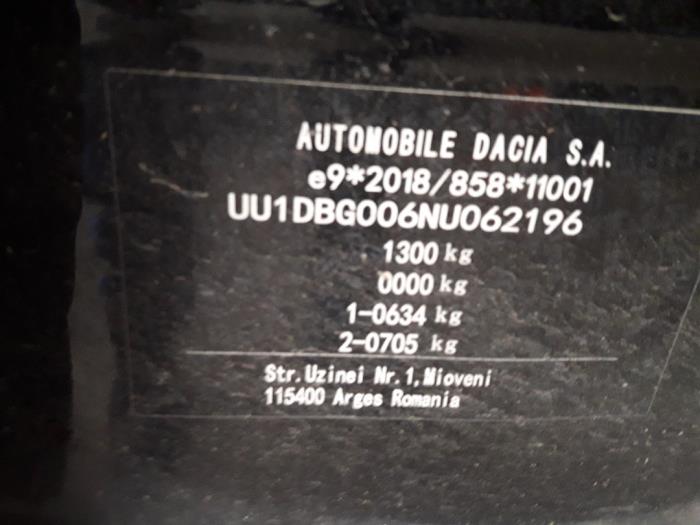 AUTOMOBILE DACIA S.A.
e9*2018/858*11001
UU1DBG006NU062196
1300 kg
0000 kg
1-0634 kg
2-0705 kg
Str.Uzinei Nr.1,Mioveni
115400 Arges Romania